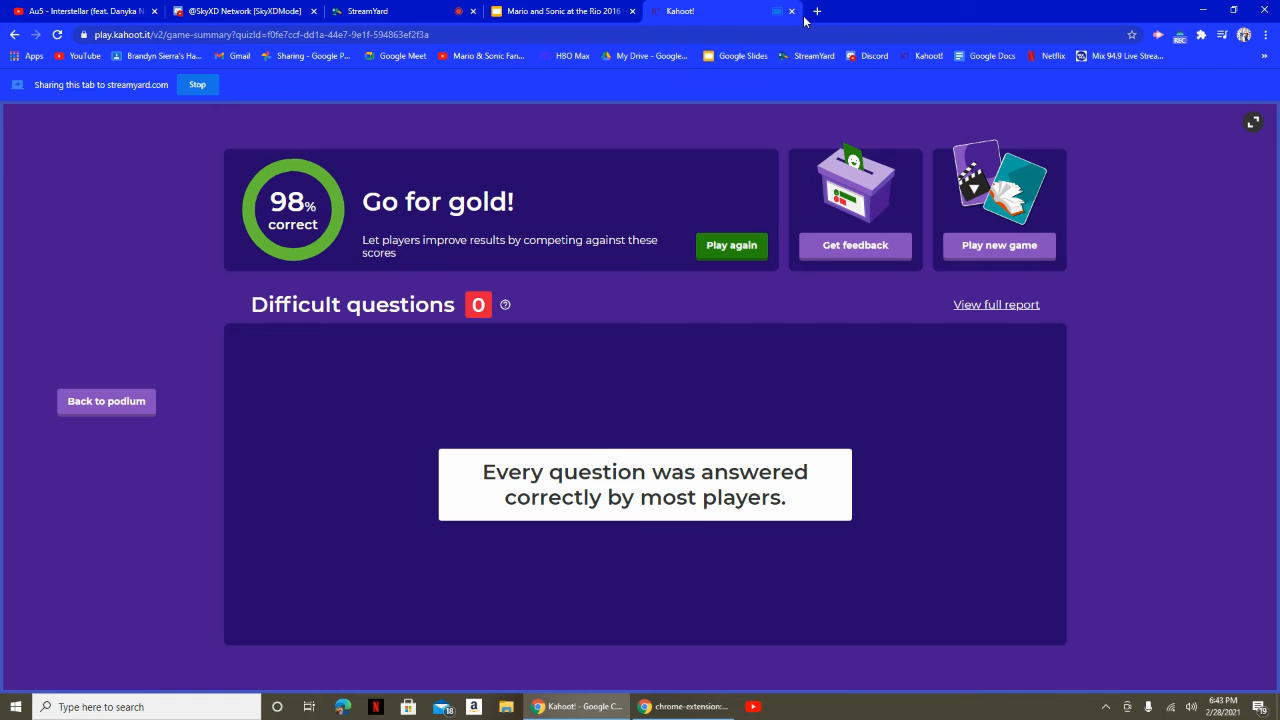 Au5 - Interstellar (feat. Danyka N
@SkyXD Network [SkyXDMode]
StreamYard
Mario and Sonic at the Rio 2016
Kahoot!
play.kahoot.it/v2/game-summary?quizId=f0fe7ccf-dd1a-44e7-9e1f-594863ef2f3a
REC
Apps
YouTube
Brandyn Sierra's Ha...
Gmail
Sharing - Google P...
Google Meet
Mario & Sonic Fan...
HBO Max
My Drive - Google...
Google Slides
StreamYard
Discord
Kahoot!
Google Docs
Netflix
Mix 94.9 Live Strea...
»
Sharing this tab to streamyard.com
Stop
98%
correct
Go for gold!
Let players improve results by competing against these
scores
Play again
Get feedback
Play new game
Difficult questions 0
View full report
Back to podium
Every question was answered
correctly by most players.
Type here to search
a
18
Kahoot! - Google C...
chrome-extension:...
6:43 PM
2/28/2021